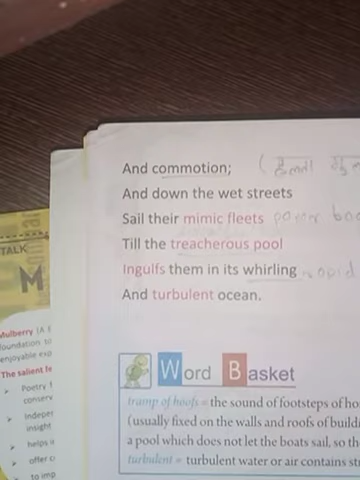 And commotion;
And down the wet streets
Sail their mimic fleets
Till the treacherous pool
Ingulfs them in its whirling
And turbulent ocean.
TALK
M
Mulberry (A
foundation to
enjoyable exp
The salient fe
Poetry
conserv
Indepe
insight
helps
offer c
to imp
Word Basket
tramp of hoofs = the sound of footsteps of ho
(usually fixed on the walls and roofs of build
a pool which does not let the boats sail, so th
turbulent = turbulent water or air contains st